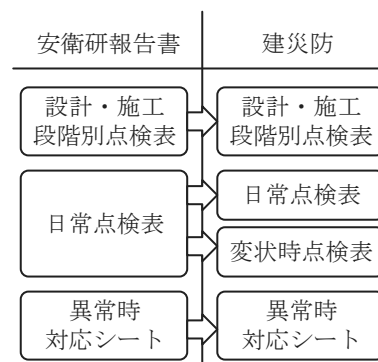 安衛研報告書
建災防
設計・施工
段階別点検表
設計・施工
段階別点検表
日常点検表
日常点検表
変状時点検表
異常時
対応シート
異常時
対応シート